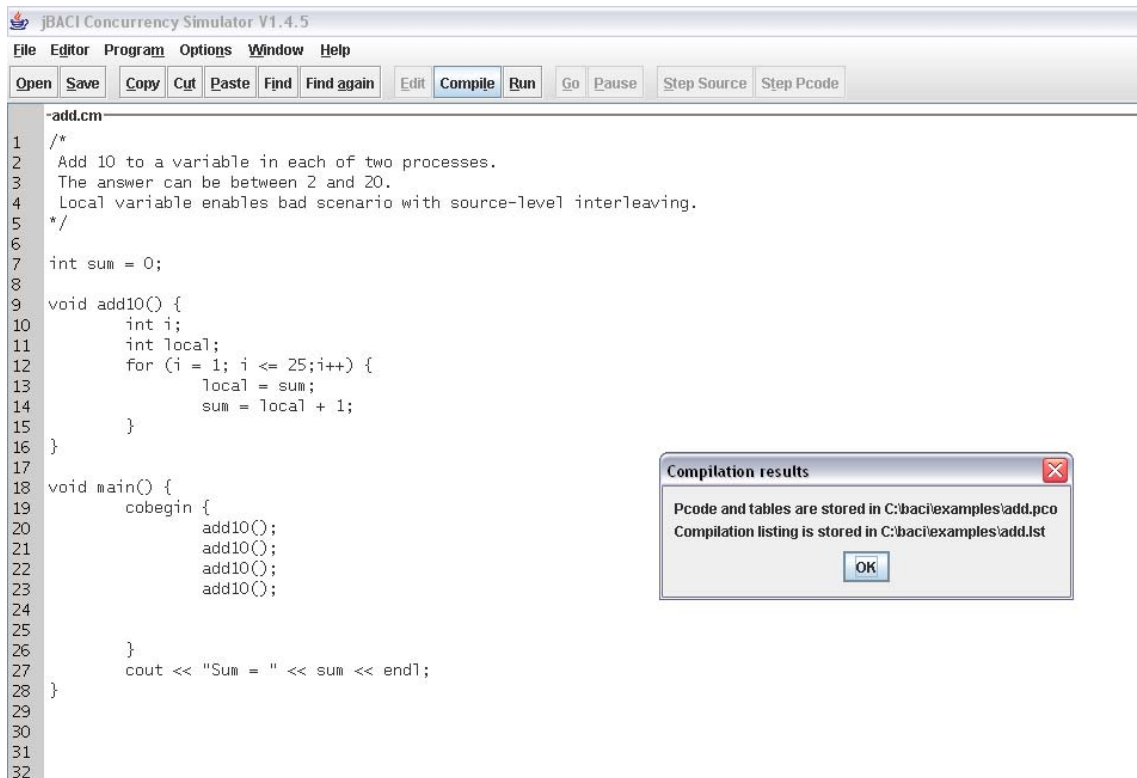 jBACI Concurrency Simulator V1.4.5
File Editor Program Options Window Help
Open Save Copy Cut Paste Find Find again Edit Compile Run Go Pause Step Source Step Pcode
add.cm
1 /*
2 Add 10 to a variable in each of two processes.
3 The answer can be between 2 and 20.
4 Local variable enables bad scenario with source-level interleaving.
5 */
6
7 int sum = 0;
8
9 void add10() {
10 int i;
11 int local;
12 for (i = 1; i <= 25;i++) {
13 local = sum;
14 sum = local + 1;
15 }
16 }
17
18 void main() {
19 cobegin {
20 add10();
21 add10();
22 add10();
23 add10();
24
25
26 }
27 cout << "Sum = " << sum << endl;
28 }
29
30
31
32
Compilation results
Pcode and tables are stored in C:\baci\examples\add.pco
Compilation listing is stored in C:\baci\examples\add.lst
OK